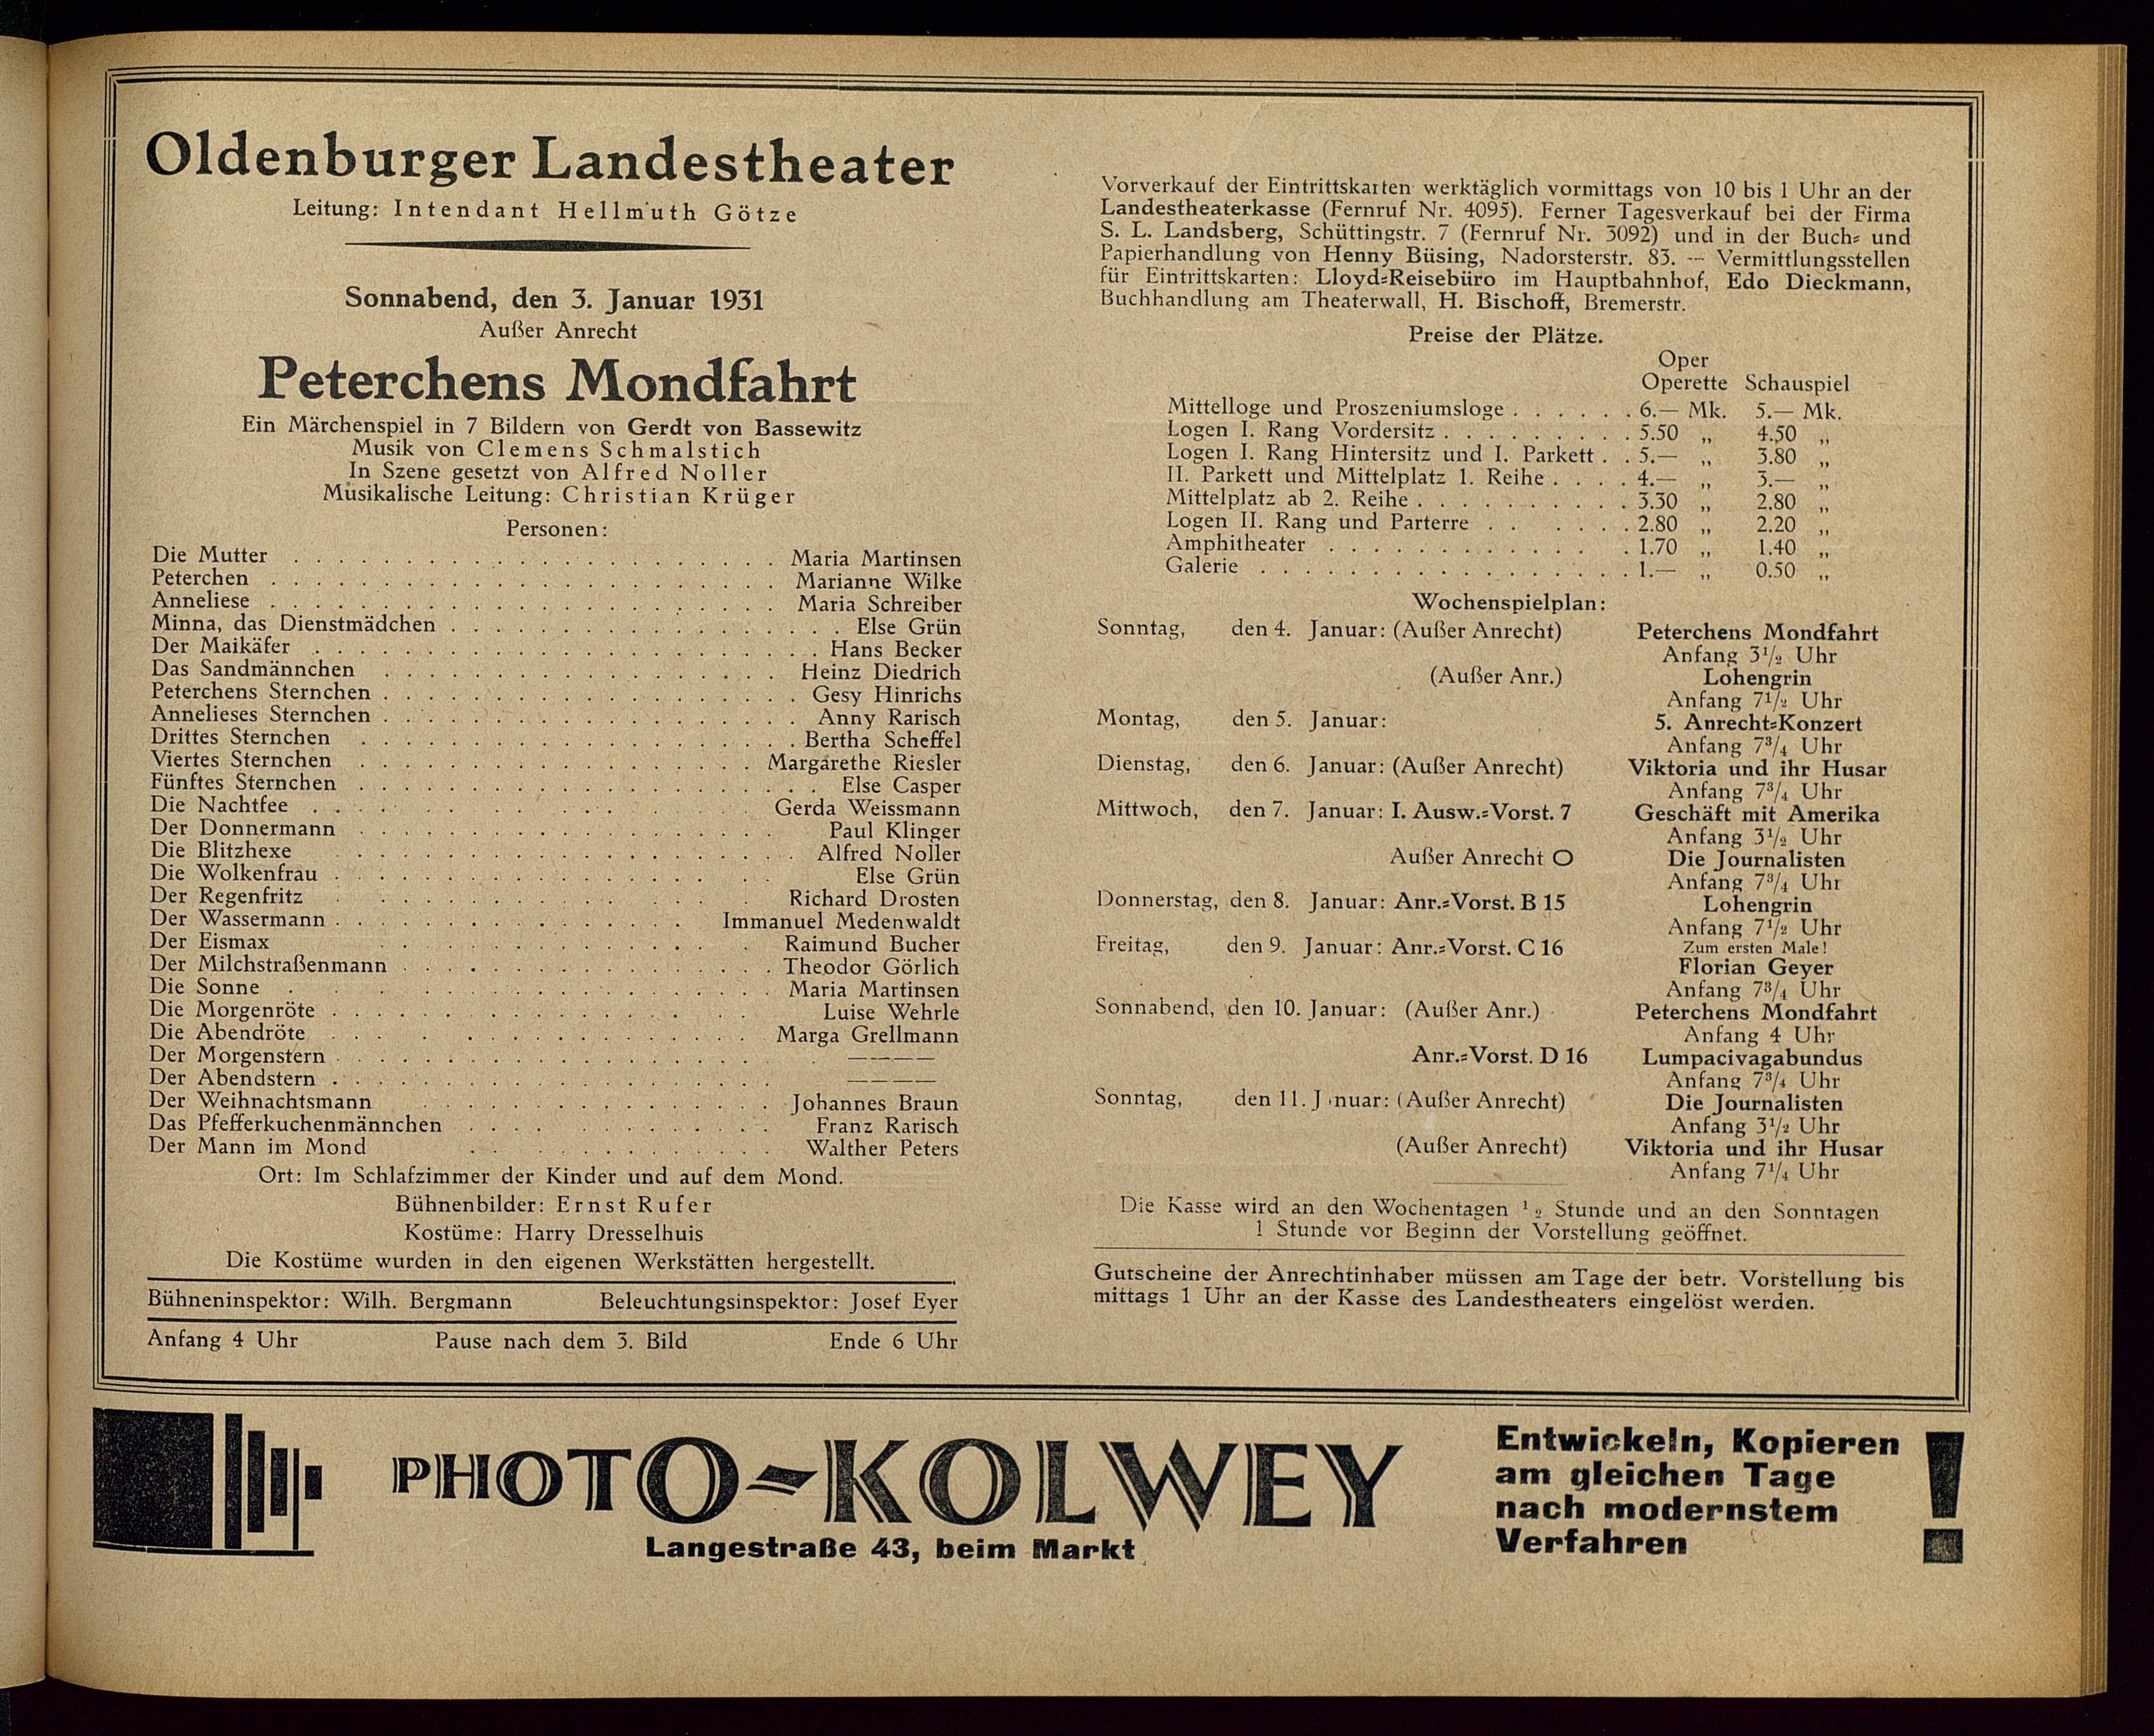 Oldenburger Landestheater
Leitung: Intendant Hellmuth Götze
Sonnabend, den 3. Januar 1931
Außer Anrecht
Peterchens Mondfahrt
Ein Märchenspiel in 7 Bildern von Gerdt von Bassewitz
Musik von Clemens Schmalstich
In Szene gesetzt von Alfred Noller
Musikalische Leitung: Christian Krüger
Personen:
Die Mutter . . . . . Maria Martinsen
Peterchen . . . . . Marianne Wilke
Anneliese . . . . . Maria Schreiber
Minna, das Dienstmädchen . . . . . Else Grün
Der Maikäfer . . . . . Hans Becker
Das Sandmännchen . . . . . Heinz Diedrich
Peterchens Sternchen . . . . . Gesy Hinrichs
Annelieses Sternchen . . . . . Anny Rarisch
Drittes Sternchen . . . . . Bertha Scheffel
Viertes Sternchen . . . . . Margarethe Riesler
Fünftes Sternchen . . . . . Else Casper
Die Nachtfee . . . . . Gerda Weissmann
Der Donnermann . . . . . Paul Klinger
Die Blitzhexe . . . . . Alfred Noller
Die Wolkenfrau . . . . . Else Grün
Der Regenfritz . . . . . Richard Drosten
Der Wassermann . . . . . Immanuel Medenwaldt
Der Eismax . . . . . Raimund Bucher
Der Milchstraßenmann . . . . . Theodor Görlich
Die Sonne . . . . . Maria Martinsen
Die Morgenröte . . . . . Luise Wehrle
Die Abendröte . . . . . Marga Grellmann
Der Morgenstern . . . . . — — — —
Der Abendstern . . . . . — — — —
Der Weihnachtsmann . . . . . Johannes Braun
Das Pfefferkuchenmännchen . . . . . Franz Rarisch
Der Mann im Mond . . . . . Walther Peters
Ort: Im Schlafzimmer der Kinder und auf dem Mond.
Bühnenbilder: Ernst Rufer
Kostüme: Harry Dresselhuis
Die Kostüme wurden in den eigenen Werkstätten hergestellt.
Bühneninspektor: Wilh. Bergmann Beleuchtungsinspektor: Josef Eyer
Anfang 4 Uhr Pause nach dem 3. Bild Ende 6 Uhr
Vorverkauf der Eintrittskarten werktäglich vormittags von 10 bis 1 Uhr an der
Landestheaterkasse (Fernruf Nr. 4095). Ferner Tagesverkauf bei der Firma
S. L. Landsberg, Schüttingstr. 7 (Fernruf Nr. 3092) und in der Buch- und
Papierhandlung von Henny Büsing, Nadorsterstr. 83. — Vermittlungsstellen
für Eintrittskarten: Lloyd-Reisebüro im Hauptbahnhof, Edo Dieckmann,
Buchhandlung am Theaterwall, H. Bischoff, Bremerstr.
Preise der Plätze.
Oper
Operette Schauspiel
Mittelloge und Proszeniumsloge . . . . . . 6.— Mk. 5.— Mk.
Logen I. Rang Vordersitz . . . . . . . . . 5.50 „ 4.50 „
Logen I. Rang Hintersitz und I. Parkett . . 5.— „ 3.80 „
II. Parkett und Mittelplatz 1. Reihe . . . . 4.— „ 3.— „
Mittelplatz ab 2. Reihe . . . . . . . . . . 3.30 „ 2.80 „
Logen II. Rang und Parterre . . . . . . 2.80 „ 2.20 „
Amphitheater . . . . . . . . . . . . . 1.70 „ 1.40 „
Galerie . . . . . . . . . . . . . . . . . 1.— „ 0.50 „
Wochenspielplan:
Sonntag, den 4. Januar: (Außer Anrecht) Peterchens Mondfahrt
Anfang 3½ Uhr
(Außer Anr.) Lohengrin
Anfang 7½ Uhr
Montag, den 5. Januar: 5. Anrecht-Konzert
Anfang 7¾ Uhr
Dienstag, den 6. Januar: (Außer Anrecht) Viktoria und ihr Husar
Anfang 7¾ Uhr
Mittwoch, den 7. Januar: I. Ausw.-Vorst. 7 Geschäft mit Amerika
Anfang 3½ Uhr
Außer Anrecht O Die Journalisten
Anfang 7¾ Uhr
Donnerstag, den 8. Januar: Anr.-Vorst. B 15 Lohengrin
Anfang 7½ Uhr
Freitag, den 9. Januar: Anr.-Vorst. C 16 Zum ersten Male!
Florian Geyer
Anfang 7¾ Uhr
Sonnabend, den 10. Januar: (Außer Anr.) Peterchens Mondfahrt
Anfang 4 Uhr
Anr.-Vorst. D 16 Lumpacivagabundus
Anfang 7¾ Uhr
Sonntag, den 11. Januar: (Außer Anrecht) Die Journalisten
Anfang 3½ Uhr
(Außer Anrecht) Viktoria und ihr Husar
Anfang 7¼ Uhr
Die Kasse wird an den Wochentagen ½ Stunde und an den Sonntagen
1 Stunde vor Beginn der Vorstellung geöffnet.
Gutscheine der Anrechtinhaber müssen am Tage der betr. Vorstellung bis
mittags 1 Uhr an der Kasse des Landestheaters eingelöst werden.
PHOTO-KOLWEY
Langestraße 43, beim Markt
Entwickeln, Kopieren
am gleichen Tage
nach modernstem
Verfahren !